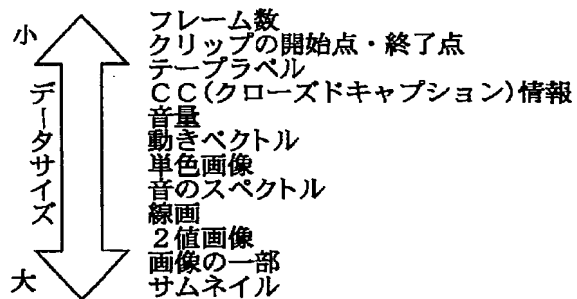 小
フレーム数
クリップの開始点・終了点
テープラベル
CC(クローズドキャプション)情報
音量
動きベクトル
単色画像
音のスペクトル
線画
2値画像
画像の一部
サムネイル
データサイズ
大